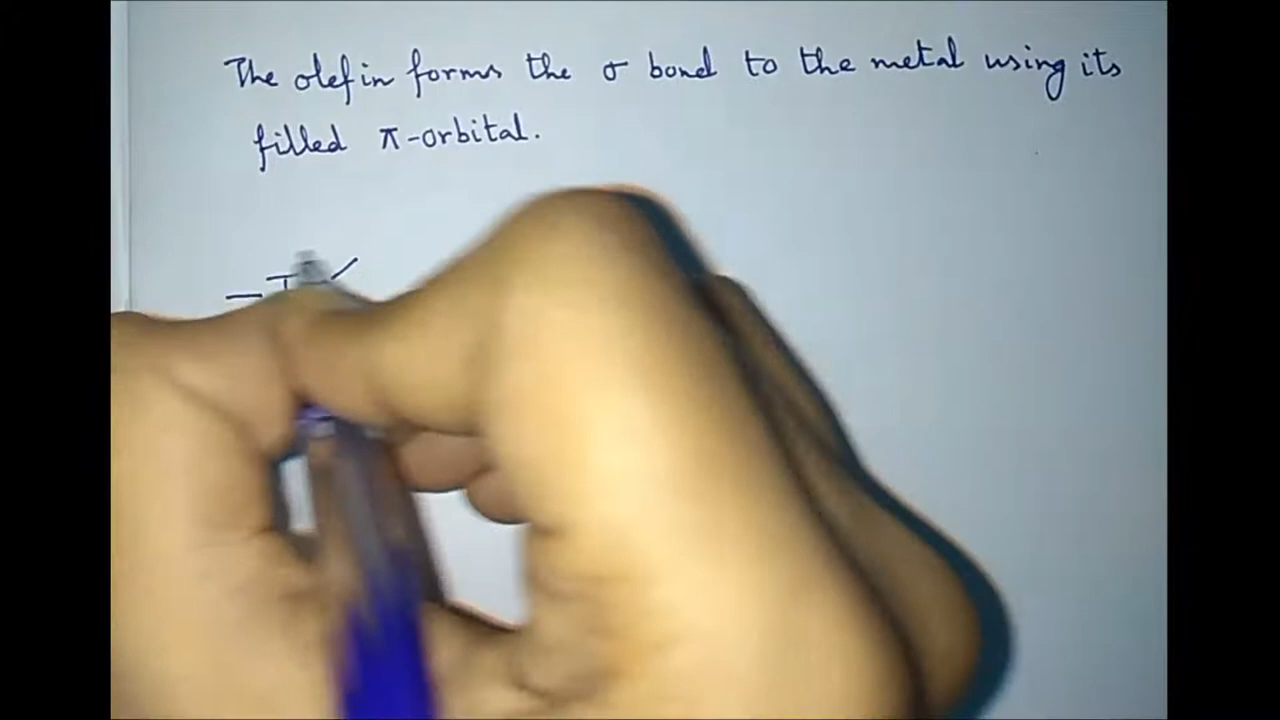 The olefin forms the σ bond to the metal using its
filled π-orbital.